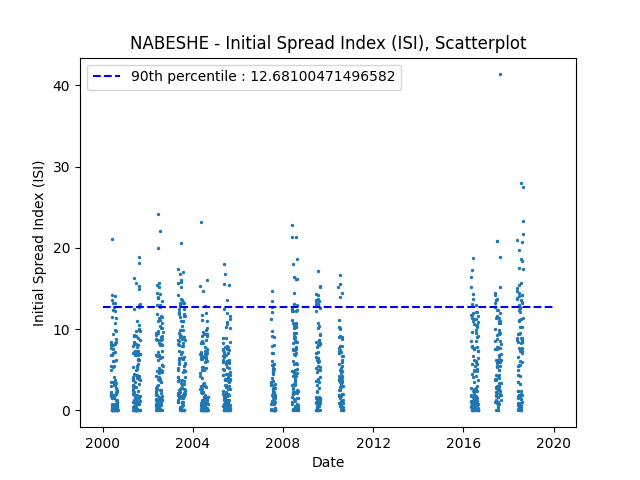 NABESHE - Initial Spread Index (ISI), Scatterplot
90th percentile : 12.68100471496582
Initial Spread Index (ISI)
40
30
20
10
0
2000 2004 2008 2012 2016 2020
Date